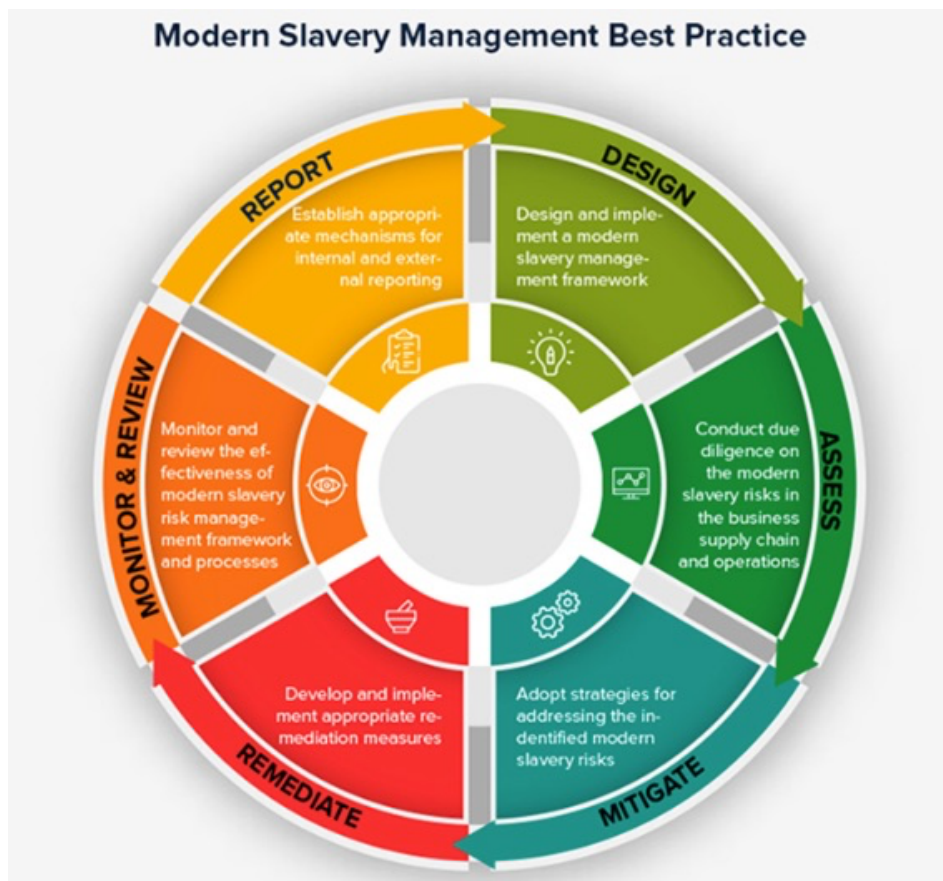 Modern Slavery Management Best Practice
REPORT
Establish appropri-
ate mechanisms for
internal and exter-
nal reporting
DESIGN
Design and imple-
ment a modern
slavery manage-
ment framework
ASSESS
Conduct due
diligence on
the modern
slavery risks in
the business
supply chain
and operations
MITIGATE
Adopt strategies for
addressing the in-
dentified modern
slavery risks
REMEDIATE
Develop and imple-
ment appropriate re-
mediation measures
MONITOR & REVIEW
Monitor and
review the ef-
fectiveness of
modern slavery
risk manage-
ment framework
and processes